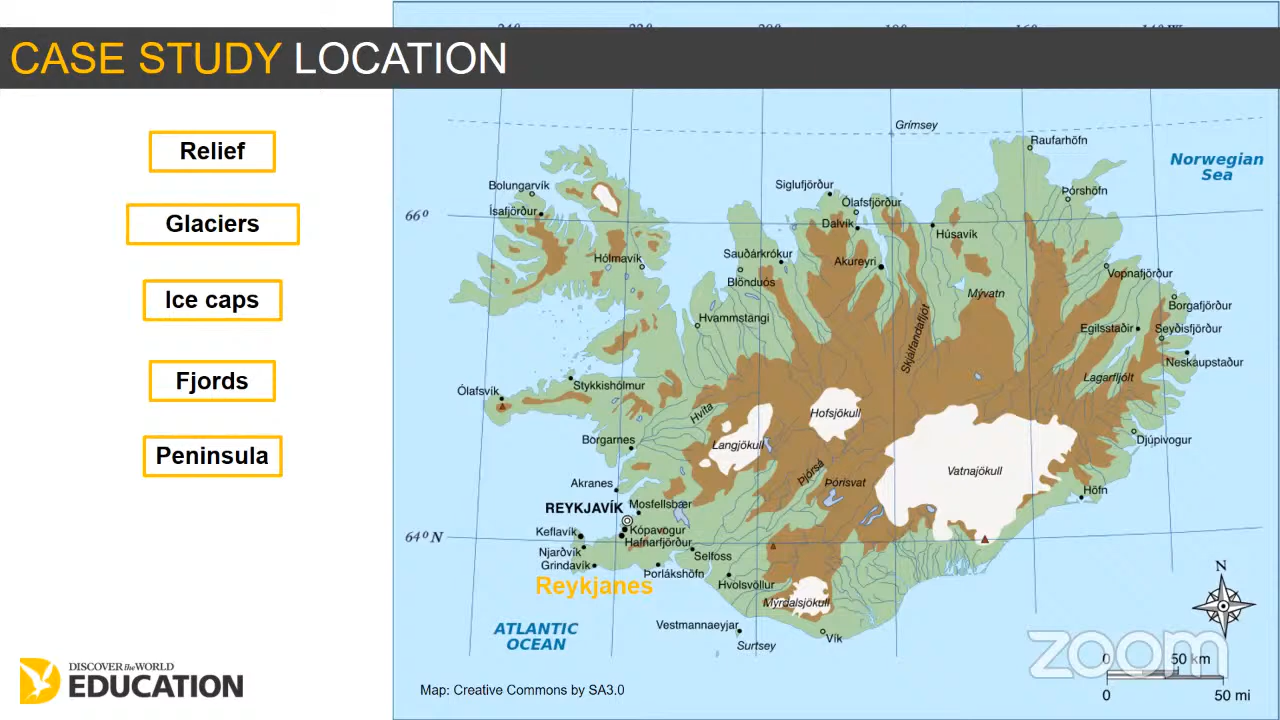 CASE STUDY LOCATION
Relief
Glaciers
Ice caps
Fjords
Peninsula
DISCOVER the WORLD
EDUCATION
Grímsey
Raufarhöfn
Norwegian
Sea
Bolungarvík
Siglufjörður
Þórshöfn
Ísafjörður
66°
Ólafsfjörður
Dalvík
Húsavík
Hólmavík
Sauðárkrókur
Akureyri
Blönduós
Vopnafjörður
Mývatn
Borgafjörður
Hvammstangi
Skjálfandafljót
Egilsstaðir
Seyðisfjörður
Neskaupstaður
Lagarfljólt
Ólafsvík
Stykkishólmur
Hvíta
Hofsjökull
Langjökull
Borgarnes
Djúpivogur
Vatnajökull
Þjórsá
Þórisvat
Akranes
Höfn
REYKJAVÍK
Mosfellsbær
Keflavík
Kópavogur
64° N
Hafnarfjörður
Njarðvík
Selfoss
Grindavík
Þorlákshöfn
Reykjanes
Hvolsvöllur
Mýrdalsjökull
N
ATLANTIC
OCEAN
Vestmannaeyjar
Vík
Surtsey
zoom
0 50 km
0 50 mi
Map: Creative Commons by SA3.0